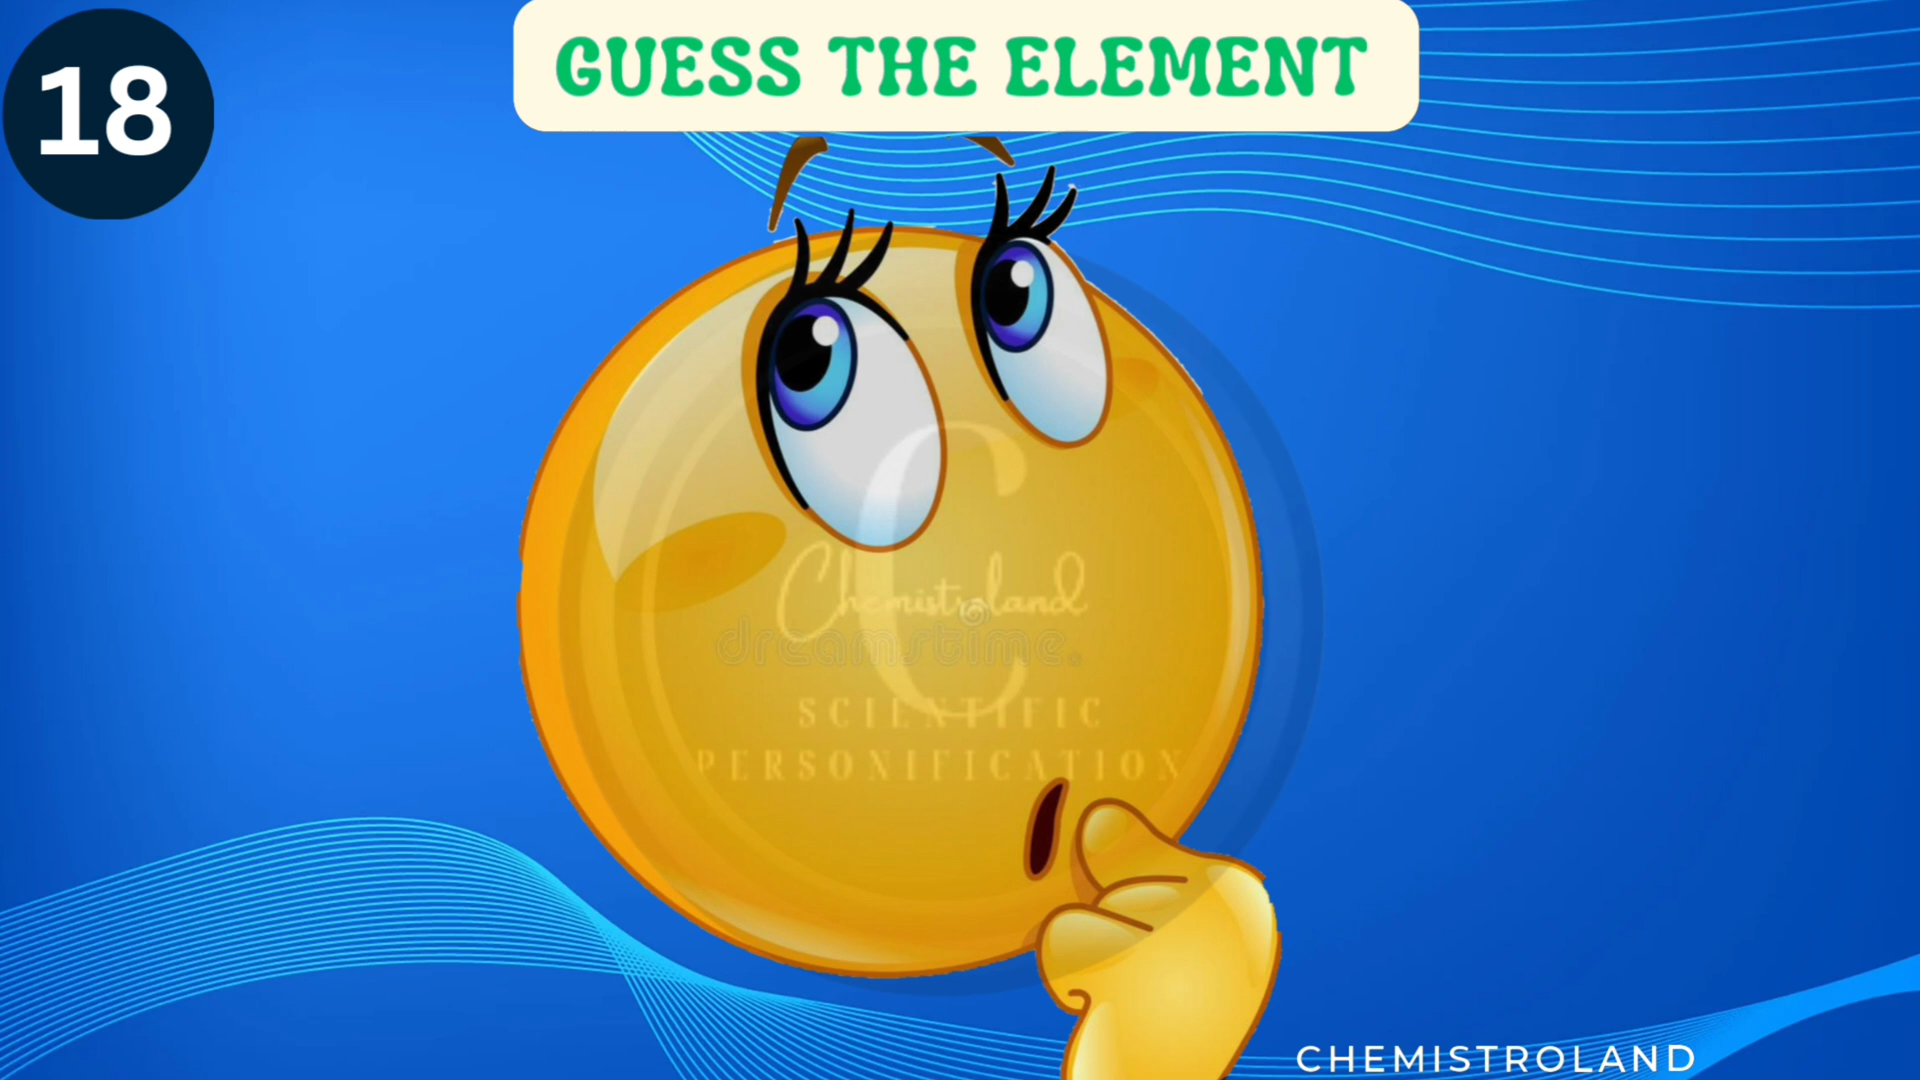 18
GUESS THE ELEMENT
C
Chemistroland
dreamstime.
SCIENTIFIC
PERSONIFICATION
CHEMISTROLAND